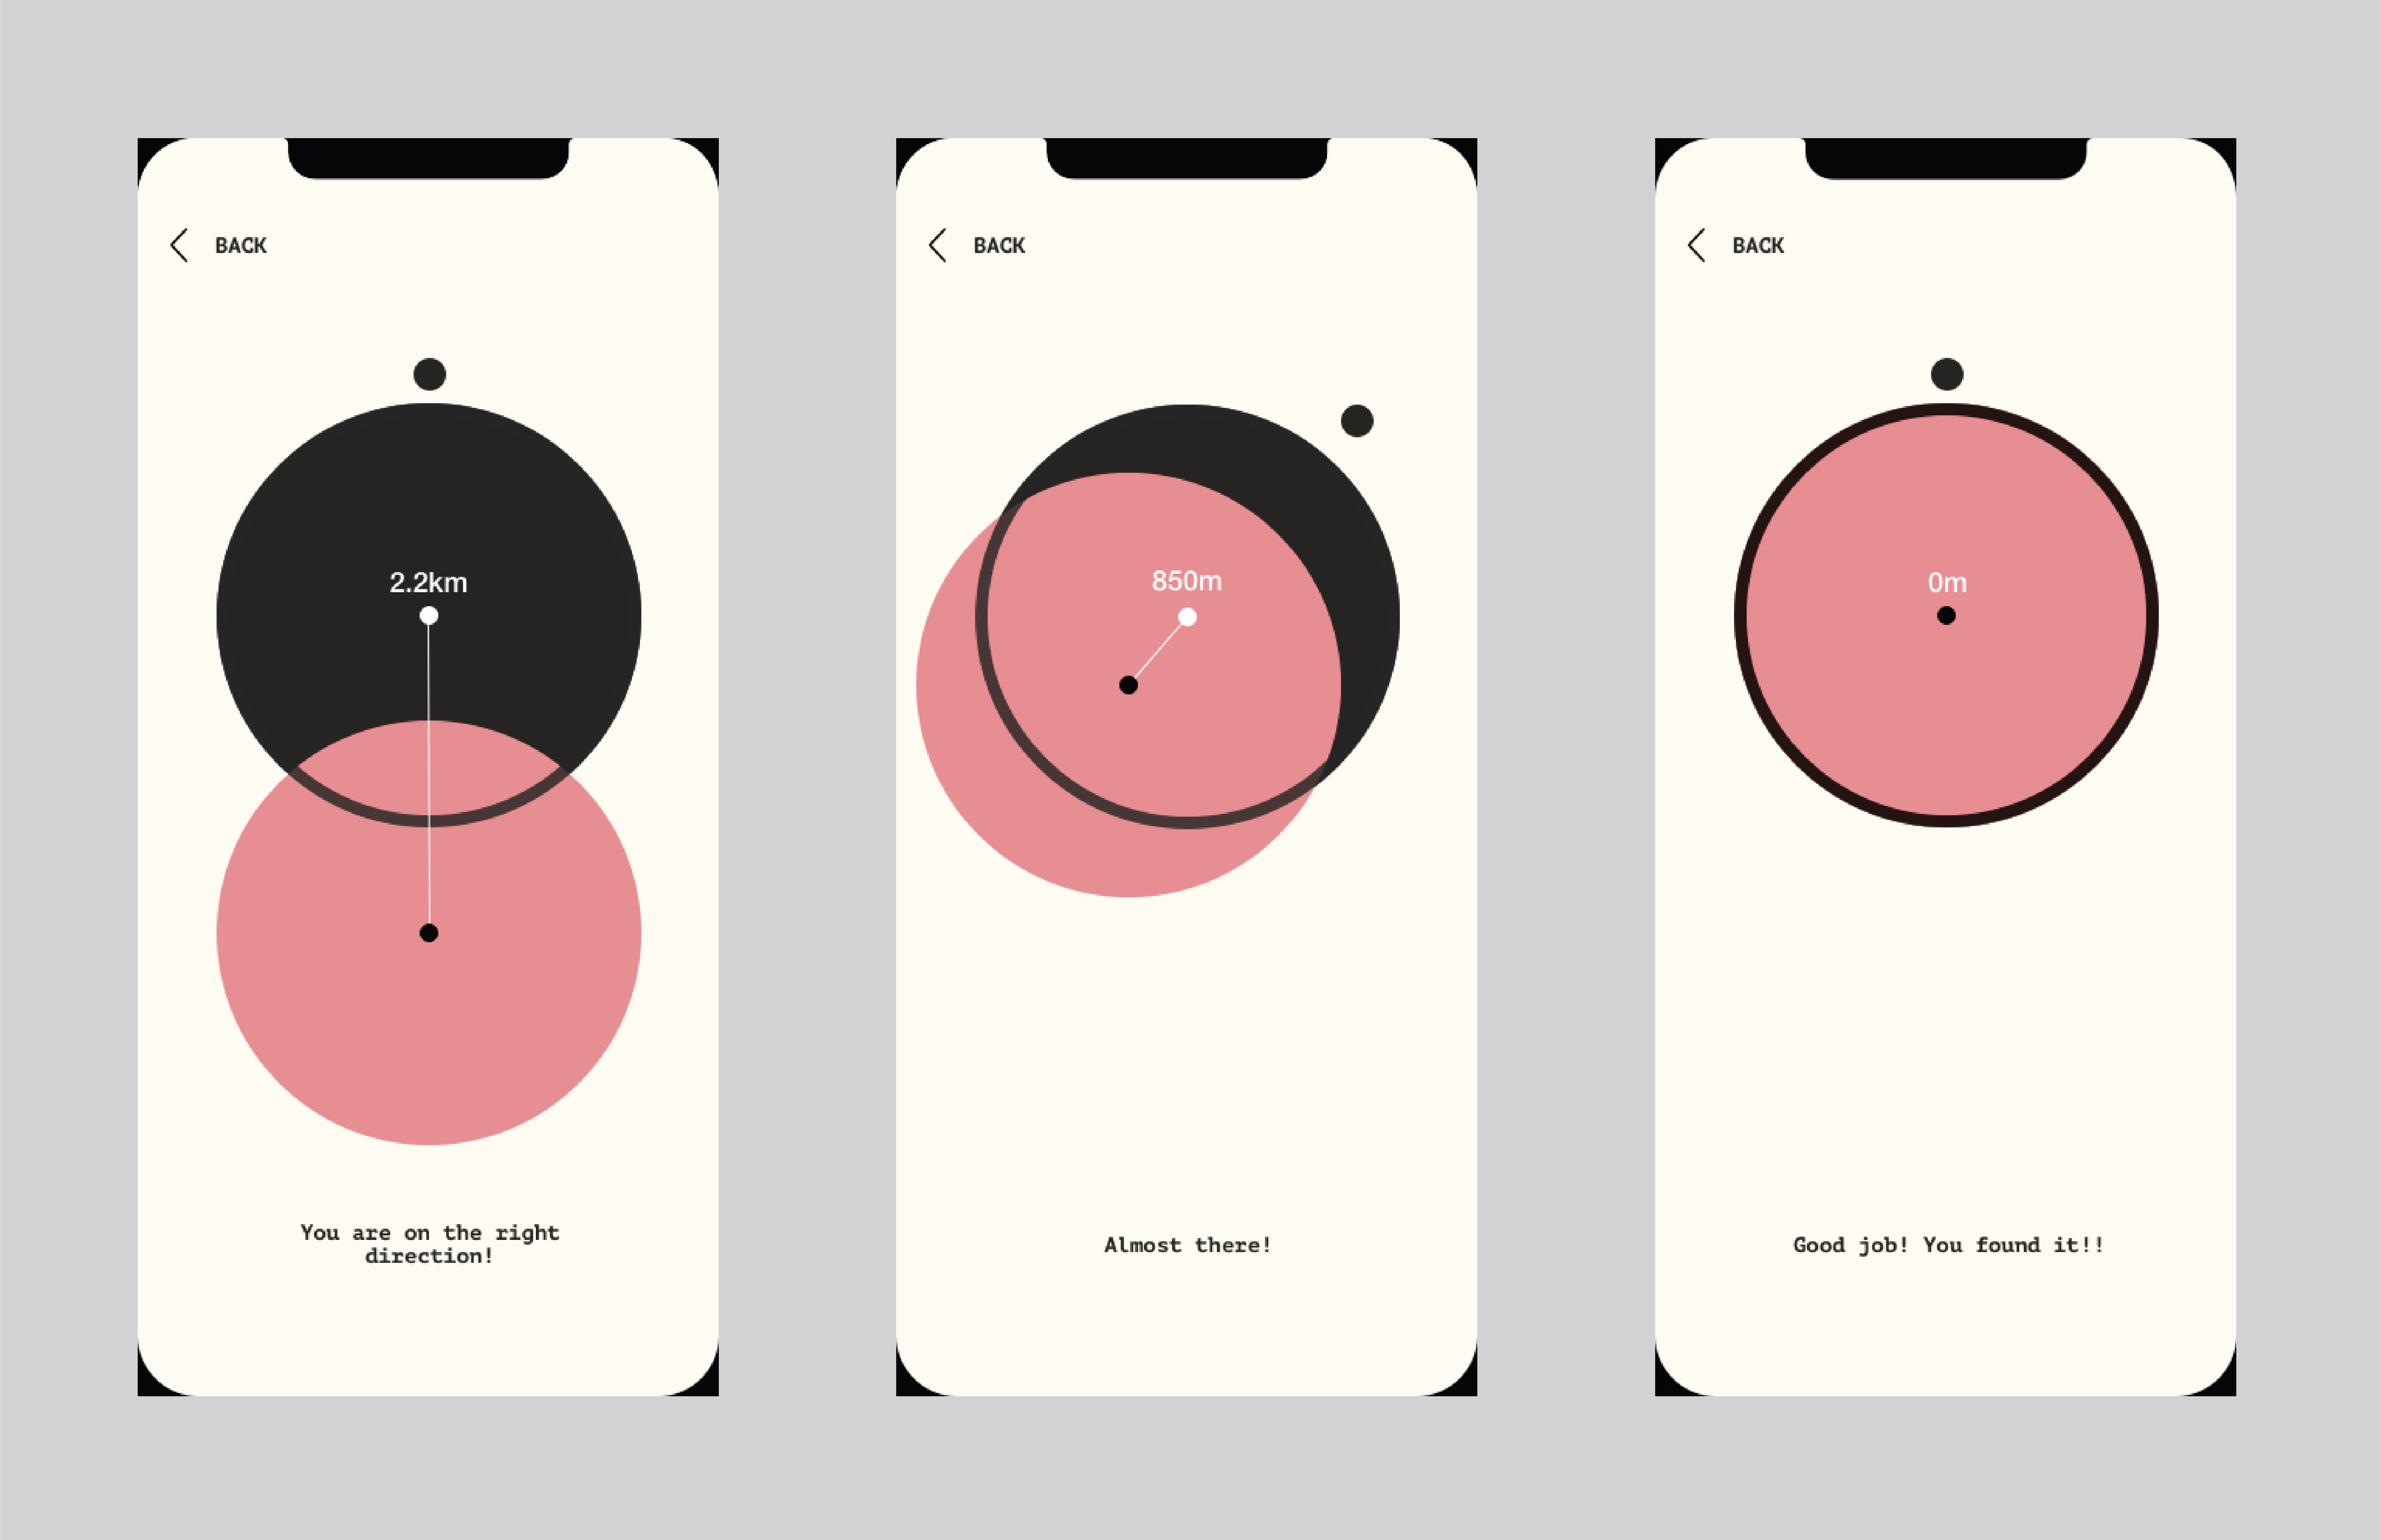 BACK
2.2km
You are on the right
direction!
BACK
850m
Almost there!
BACK
0m
Good job! You found it!!